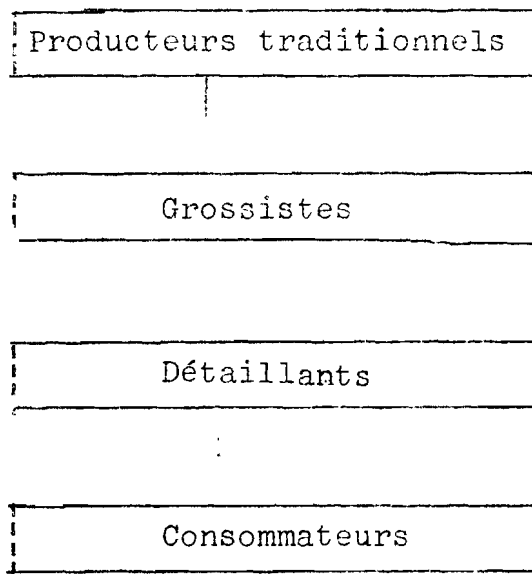 Producteurs traditionnels
Grossistes
Détaillants
Consommateurs